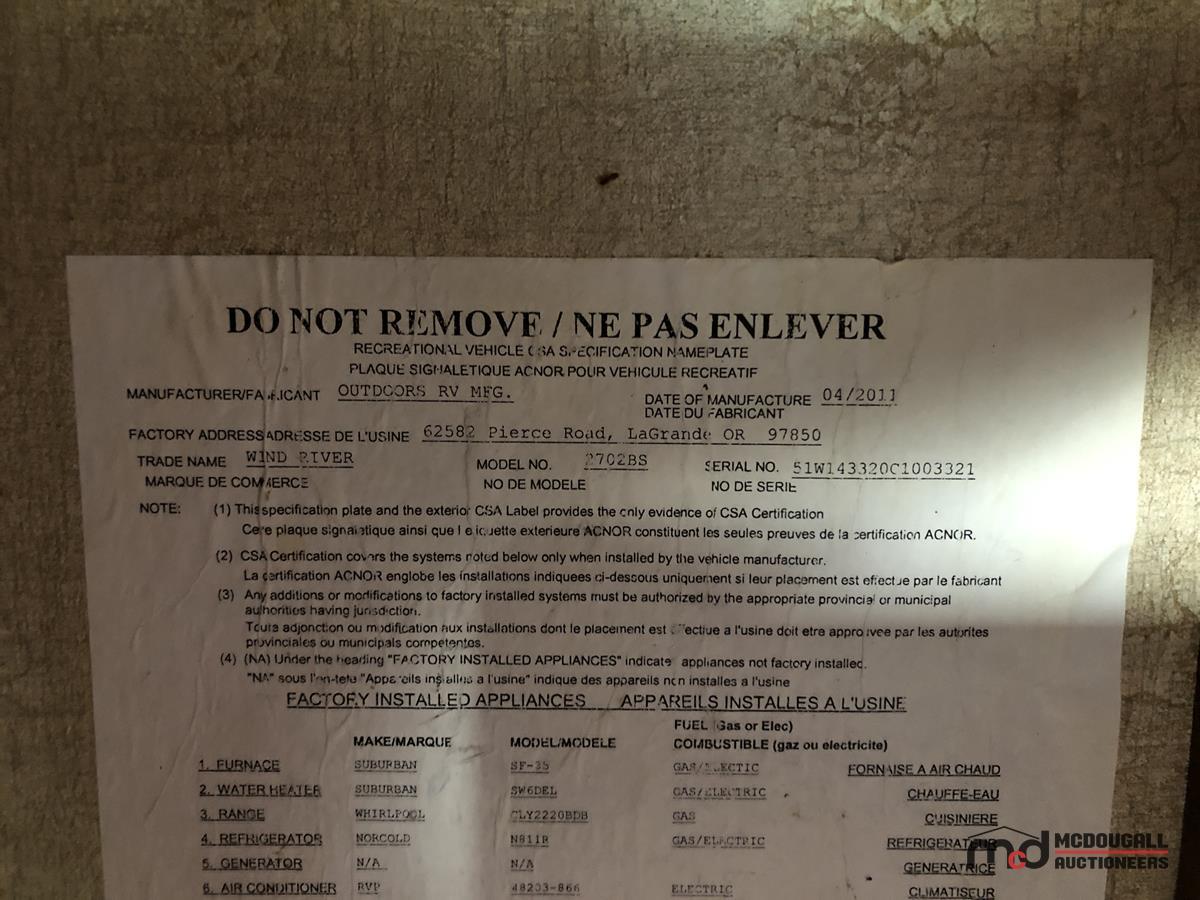 DO NOT REMOVE / NE PAS ENLEVER
RECREATIONAL VEHICLE CSA SPECIFICATION NAMEPLATE
PLAQUE SIGNALETIQUE ACNOR POUR VEHICULE RECREATIF
MANUFACTURER/FABRICANT OUTDOORS RV MFG. DATE OF MANUFACTURE 04/2011
DATE DU FABRICANT
FACTORY ADDRESS/ADRESSE DE L'USINE 62582 Pierce Road, LaGrande OR 97850
TRADE NAME WIND RIVER MODEL NO. 2702BS SERIAL NO. 51W143320C1003321
MARQUE DE COMMERCE NO DE MODELE NO DE SERIE
NOTE: (1) This specification plate and the exterior CSA Label provides the only evidence of CSA Certification
Cete plaque signaletique ainsi que l'etiquette exterieure ACNOR constituent les seules preuves de la certification ACNOR.
(2) CSA Certification covers the systems noted below only when installed by the vehicle manufacturer.
La certification ACNOR englobe les installations indiquees ci-dessous uniquement si leur placement est effectue par le fabricant
(3) Any additions or modifications to factory installed systems must be authorized by the appropriate provincial or municipal
authorities having jurisdiction.
Toute adjonction ou modification aux installations dont le placement est effective a l'usine doit etre approuvee par les autorites
provinciales ou municipals competentes.
(4) (NA) Under the heading "FACTORY INSTALLED APPLIANCES" indicate appliances not factory installed.
"NA" sous l'en-tete "Appareils installes a l'usine" indique des appareils non installes a l'usine
FACTORY INSTALLED APPLIANCES APPAREILS INSTALLES A L'USINE
FUEL (Gas or Elec)
MAKE/MARQUE MODEL/MODELE COMBUSTIBLE (gaz ou electricite)
1. FURNACE SUBURBAN SF-35 GAS/ELECTIC FORNAISE A AIR CHAUD
2. WATER HEATER SUBURBAN SW6DEL GAS/ELECTRIC CHAUFFE-EAU
3. RANGE WHIRLPOOL CLY2220BDB GAS CUISINIERE
4. REFRIGERATOR NORCOLD N811R GAS/ELECTRIC REFRIGERATEUR
5. GENERATOR N/A N/A GENERATRICE
6. AIR CONDITIONER RVP 48203-866 ELECTRIC CLIMATISEUR
mcd MCDOUGALL
AUCTIONEERS